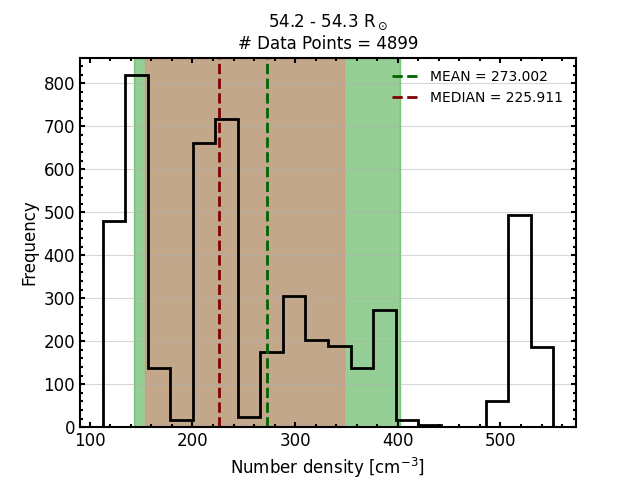 54.2 - 54.3 R⊙
# Data Points = 4899
MEAN = 273.002
MEDIAN = 225.911
Frequency
800
700
600
500
400
300
200
100
0
100 200 300 400 500
Number density [cm⁻³]